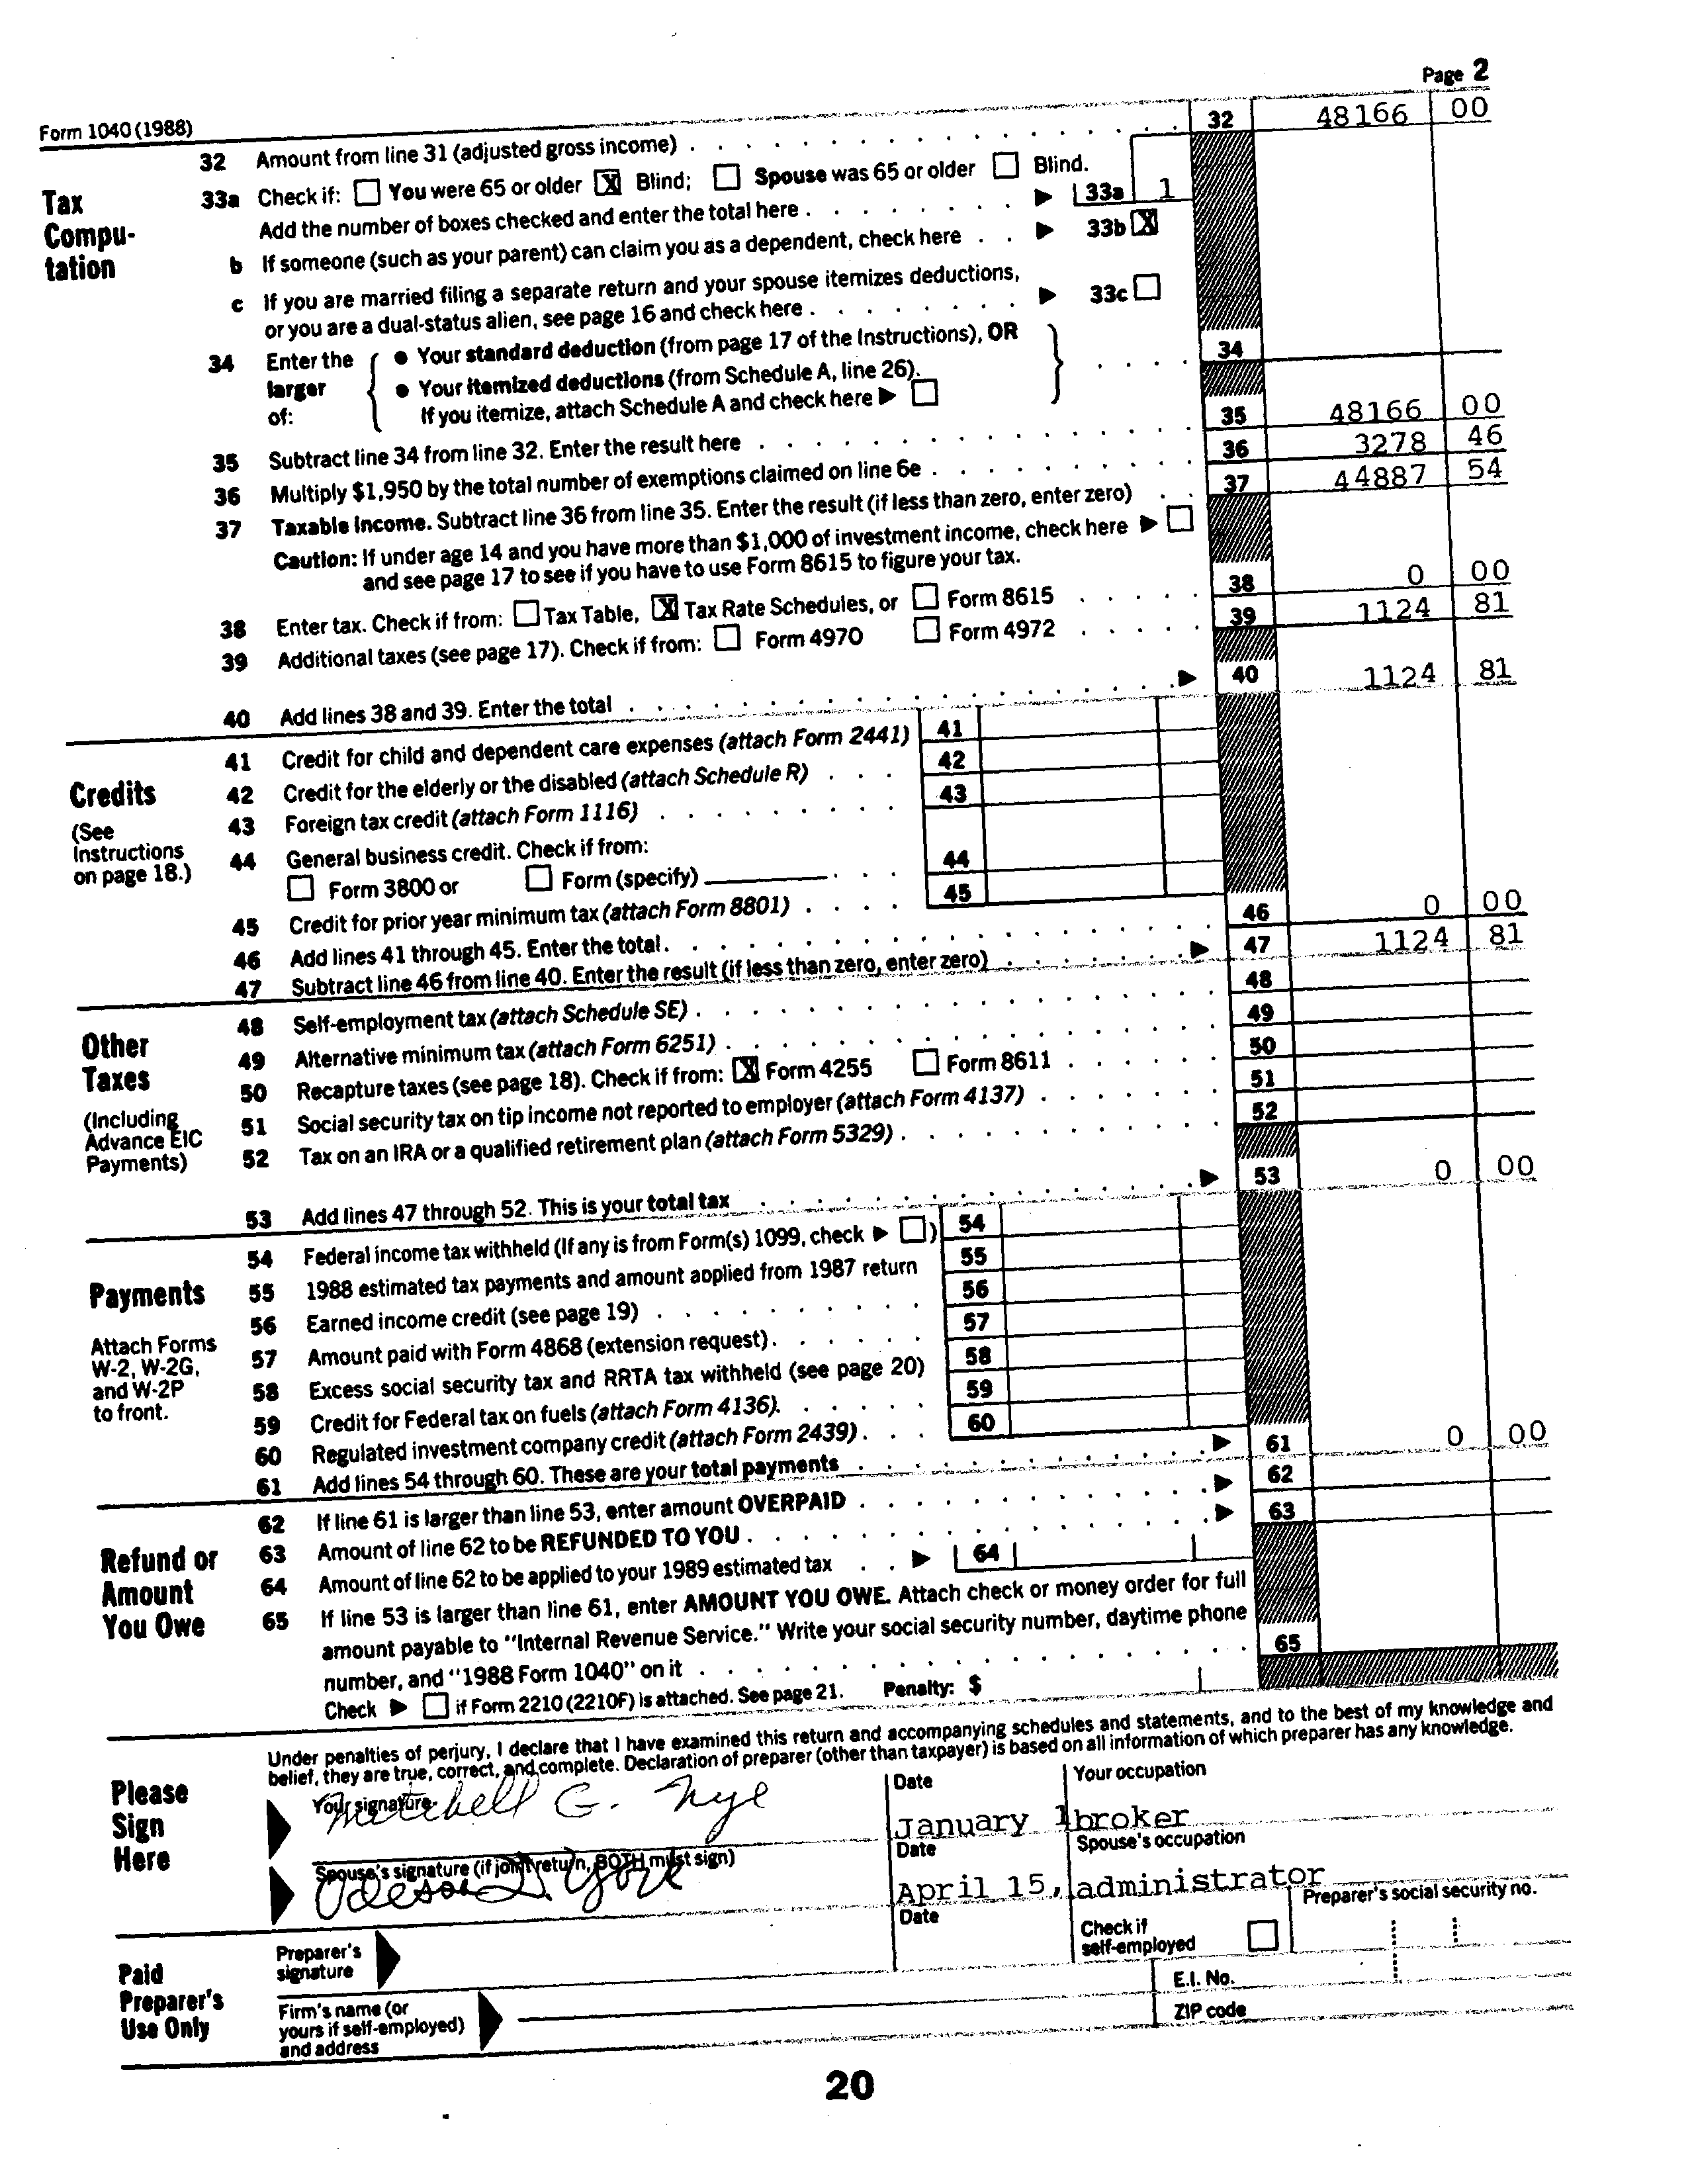 Page 2
Form 1040 (1988)
32 Amount from line 31 (adjusted gross income) . . . . . . . . . . . . 32 48166 00
Tax Compu-tation
33a Check if: ☐ You were 65 or older ☒ Blind; ☐ Spouse was 65 or older ☐ Blind.
Add the number of boxes checked and enter the total here . . . . . . . . ▶ 33a 1
b If someone (such as your parent) can claim you as a dependent, check here . . ▶ 33b ☒
c If you are married filing a separate return and your spouse itemizes deductions,
or you are a dual-status alien, see page 16 and check here . . . . . . . ▶ 33c ☐
34 Enter the larger of: { ● Your standard deduction (from page 17 of the Instructions), OR
● Your itemized deductions (from Schedule A, line 26).
If you itemize, attach Schedule A and check here ▶ ☐ } . . . . 34
35 Subtract line 34 from line 32. Enter the result here . . . . . . . . . . 35 48166 00
36 Multiply $1,950 by the total number of exemptions claimed on line 6e . . . . . . . . 36 3278 46
37 Taxable income. Subtract line 36 from line 35. Enter the result (if less than zero, enter zero) . . 37 44887 54
Caution: If under age 14 and you have more than $1,000 of investment income, check here ▶ ☐
and see page 17 to see if you have to use Form 8615 to figure your tax.
38 Enter tax. Check if from: ☐ Tax Table, ☒ Tax Rate Schedules, or ☐ Form 8615 . . . . . 38 0 00
39 Additional taxes (see page 17). Check if from: ☐ Form 4970 ☐ Form 4972 . . . . . 39 1124 81
40 Add lines 38 and 39. Enter the total . . . . . . . . . . . . ▶ 40 1124 81
Credits
(See Instructions on page 18.)
41 Credit for child and dependent care expenses (attach Form 2441) 41
42 Credit for the elderly or the disabled (attach Schedule R) . . . 42
43 Foreign tax credit (attach Form 1116) . . . . . . . . . 43
44 General business credit. Check if from:
☐ Form 3800 or ☐ Form (specify) . . . 44
45 Credit for prior year minimum tax (attach Form 8801) . . . . 45
46 Add lines 41 through 45. Enter the total . . . . . . . . . . . . 46 0 00
47 Subtract line 46 from line 40. Enter the result (if less than zero, enter zero) . . . . . . ▶ 47 1124 81
Other Taxes
(Including Advance EIC Payments)
48 Self-employment tax (attach Schedule SE) . . . . . . . . . . . 48
49 Alternative minimum tax (attach Form 6251) . . . . . . . . . . . 49
50 Recapture taxes (see page 18). Check if from: ☒ Form 4255 ☐ Form 8611 . . . . . 50
51 Social security tax on tip income not reported to employer (attach Form 4137) . . . . . . 51
52 Tax on an IRA or a qualified retirement plan (attach Form 5329) . . . . . . . . . 52
53 Add lines 47 through 52. This is your total tax . . . . . . . . . . ▶ 53 0 00
Payments
Attach Forms W-2, W-2G, and W-2P to front.
54 Federal income tax withheld (If any is from Form(s) 1099, check ▶ ☐) 54
55 1988 estimated tax payments and amount applied from 1987 return 55
56 Earned income credit (see page 19) . . . . . . . . . 56
57 Amount paid with Form 4868 (extension request) . . . . . 57
58 Excess social security tax and RRTA tax withheld (see page 20) 58
59 Credit for Federal tax on fuels (attach Form 4136) . . . . . 59
60 Regulated investment company credit (attach Form 2439) . . . 60
61 Add lines 54 through 60. These are your total payments . . . . . . . . ▶ 61 0 00
Refund or Amount You Owe
62 If line 61 is larger than line 53, enter amount OVERPAID . . . . . . . . ▶ 62
63 Amount of line 62 to be REFUNDED TO YOU . . . . . . . . . . . ▶ 63
64 Amount of line 62 to be applied to your 1989 estimated tax . . ▶ 64
65 If line 53 is larger than line 61, enter AMOUNT YOU OWE. Attach check or money order for full
amount payable to "Internal Revenue Service." Write your social security number, daytime phone
number, and "1988 Form 1040" on it . . . . . . . . . . . . 65
Check ▶ ☐ if Form 2210 (2210F) is attached. See page 21. Penalty: $
Please Sign Here
Under penalties of perjury, I declare that I have examined this return and accompanying schedules and statements, and to the best of my knowledge and
belief, they are true, correct, and complete. Declaration of preparer (other than taxpayer) is based on all information of which preparer has any knowledge.
Your signature Date Your occupation
Mitchell G. Nye January 1 broker
Spouse's signature (if joint return, BOTH must sign) Date Spouse's occupation
York April 15, administrator
Paid Preparer's Use Only
Preparer's signature Date Check if self-employed ☐ Preparer's social security no.
Firm's name (or yours if self-employed) and address E.I. No.
ZIP code
20